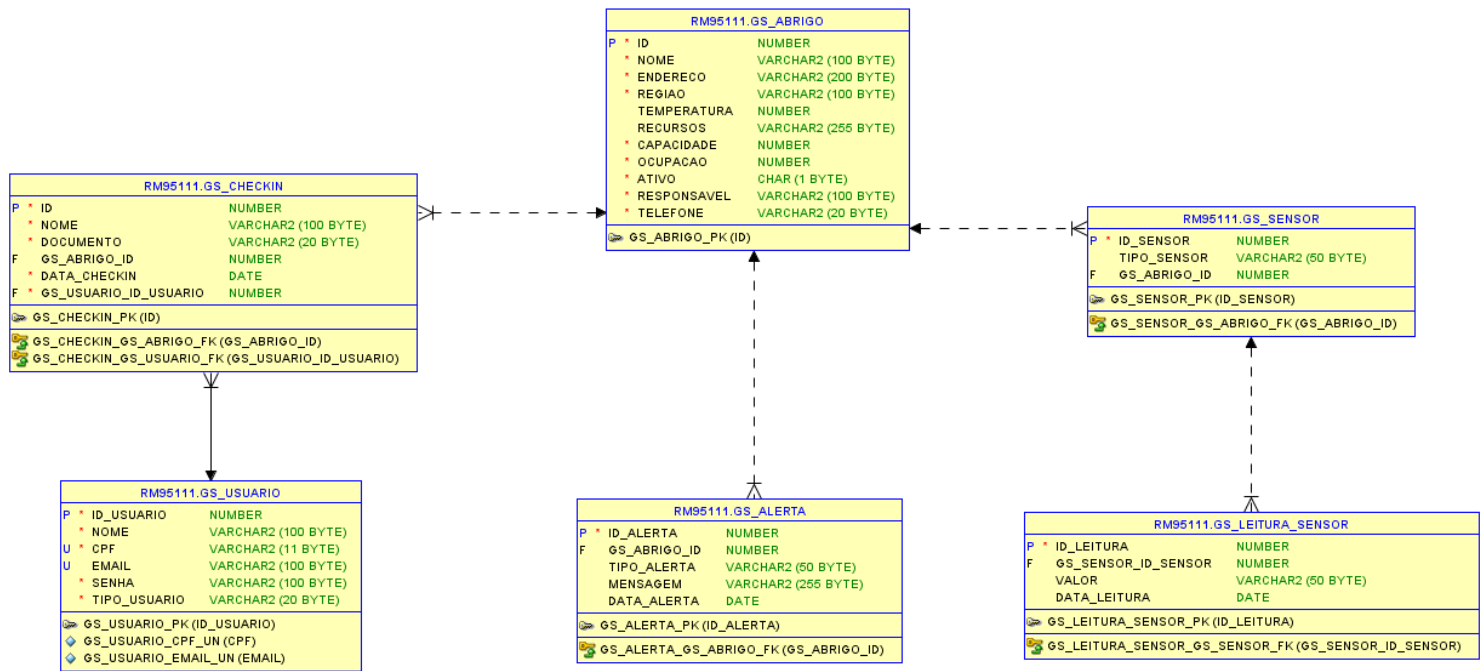 RM95111.GS_ABRIGO
P * ID NUMBER
* NOME VARCHAR2 (100 BYTE)
* ENDERECO VARCHAR2 (200 BYTE)
* REGIAO VARCHAR2 (100 BYTE)
TEMPERATURA NUMBER
RECURSOS VARCHAR2 (255 BYTE)
* CAPACIDADE NUMBER
* OCUPACAO NUMBER
* ATIVO CHAR (1 BYTE)
* RESPONSAVEL VARCHAR2 (100 BYTE)
* TELEFONE VARCHAR2 (20 BYTE)
GS_ABRIGO_PK (ID)
RM95111.GS_CHECKIN
P * ID NUMBER
* NOME VARCHAR2 (100 BYTE)
* DOCUMENTO VARCHAR2 (20 BYTE)
F GS_ABRIGO_ID NUMBER
* DATA_CHECKIN DATE
F * GS_USUARIO_ID_USUARIO NUMBER
GS_CHECKIN_PK (ID)
GS_CHECKIN_GS_ABRIGO_FK (GS_ABRIGO_ID)
GS_CHECKIN_GS_USUARIO_FK (GS_USUARIO_ID_USUARIO)
RM95111.GS_SENSOR
P * ID_SENSOR NUMBER
TIPO_SENSOR VARCHAR2 (50 BYTE)
F GS_ABRIGO_ID NUMBER
GS_SENSOR_PK (ID_SENSOR)
GS_SENSOR_GS_ABRIGO_FK (GS_ABRIGO_ID)
RM95111.GS_USUARIO
P * ID_USUARIO NUMBER
* NOME VARCHAR2 (100 BYTE)
U * CPF VARCHAR2 (11 BYTE)
U EMAIL VARCHAR2 (100 BYTE)
* SENHA VARCHAR2 (100 BYTE)
* TIPO_USUARIO VARCHAR2 (20 BYTE)
GS_USUARIO_PK (ID_USUARIO)
GS_USUARIO_CPF_UN (CPF)
GS_USUARIO_EMAIL_UN (EMAIL)
RM95111.GS_ALERTA
P * ID_ALERTA NUMBER
F GS_ABRIGO_ID NUMBER
TIPO_ALERTA VARCHAR2 (50 BYTE)
MENSAGEM VARCHAR2 (255 BYTE)
DATA_ALERTA DATE
GS_ALERTA_PK (ID_ALERTA)
GS_ALERTA_GS_ABRIGO_FK (GS_ABRIGO_ID)
RM95111.GS_LEITURA_SENSOR
P * ID_LEITURA NUMBER
F GS_SENSOR_ID_SENSOR NUMBER
VALOR VARCHAR2 (50 BYTE)
DATA_LEITURA DATE
GS_LEITURA_SENSOR_PK (ID_LEITURA)
GS_LEITURA_SENSOR_GS_SENSOR_FK (GS_SENSOR_ID_SENSOR)